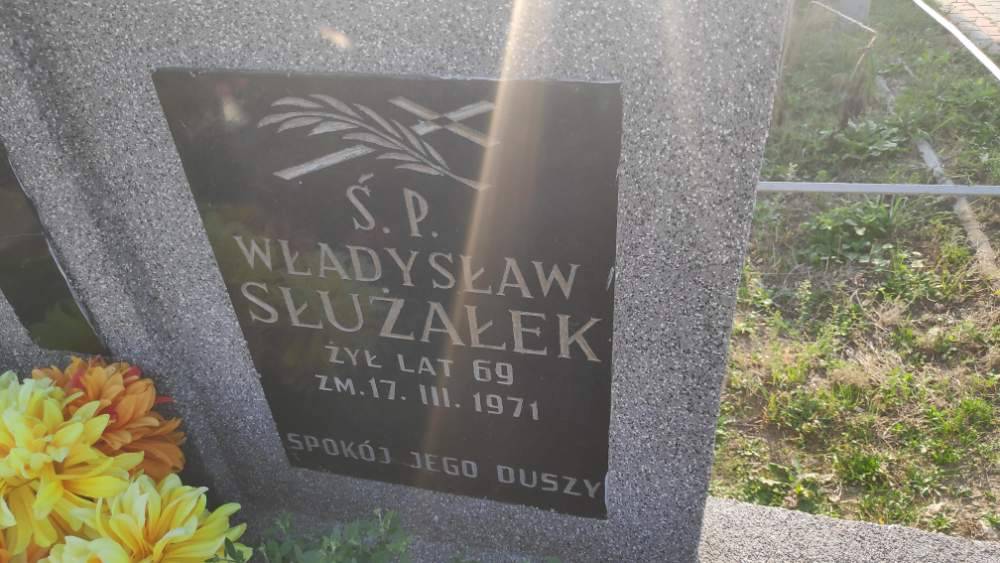 Ś. P.
WŁADYSŁAW
SŁUŻAŁEK
ŻYŁ LAT 69
ZM. 17. III. 1971
SPOKÓJ JEGO DUSZY